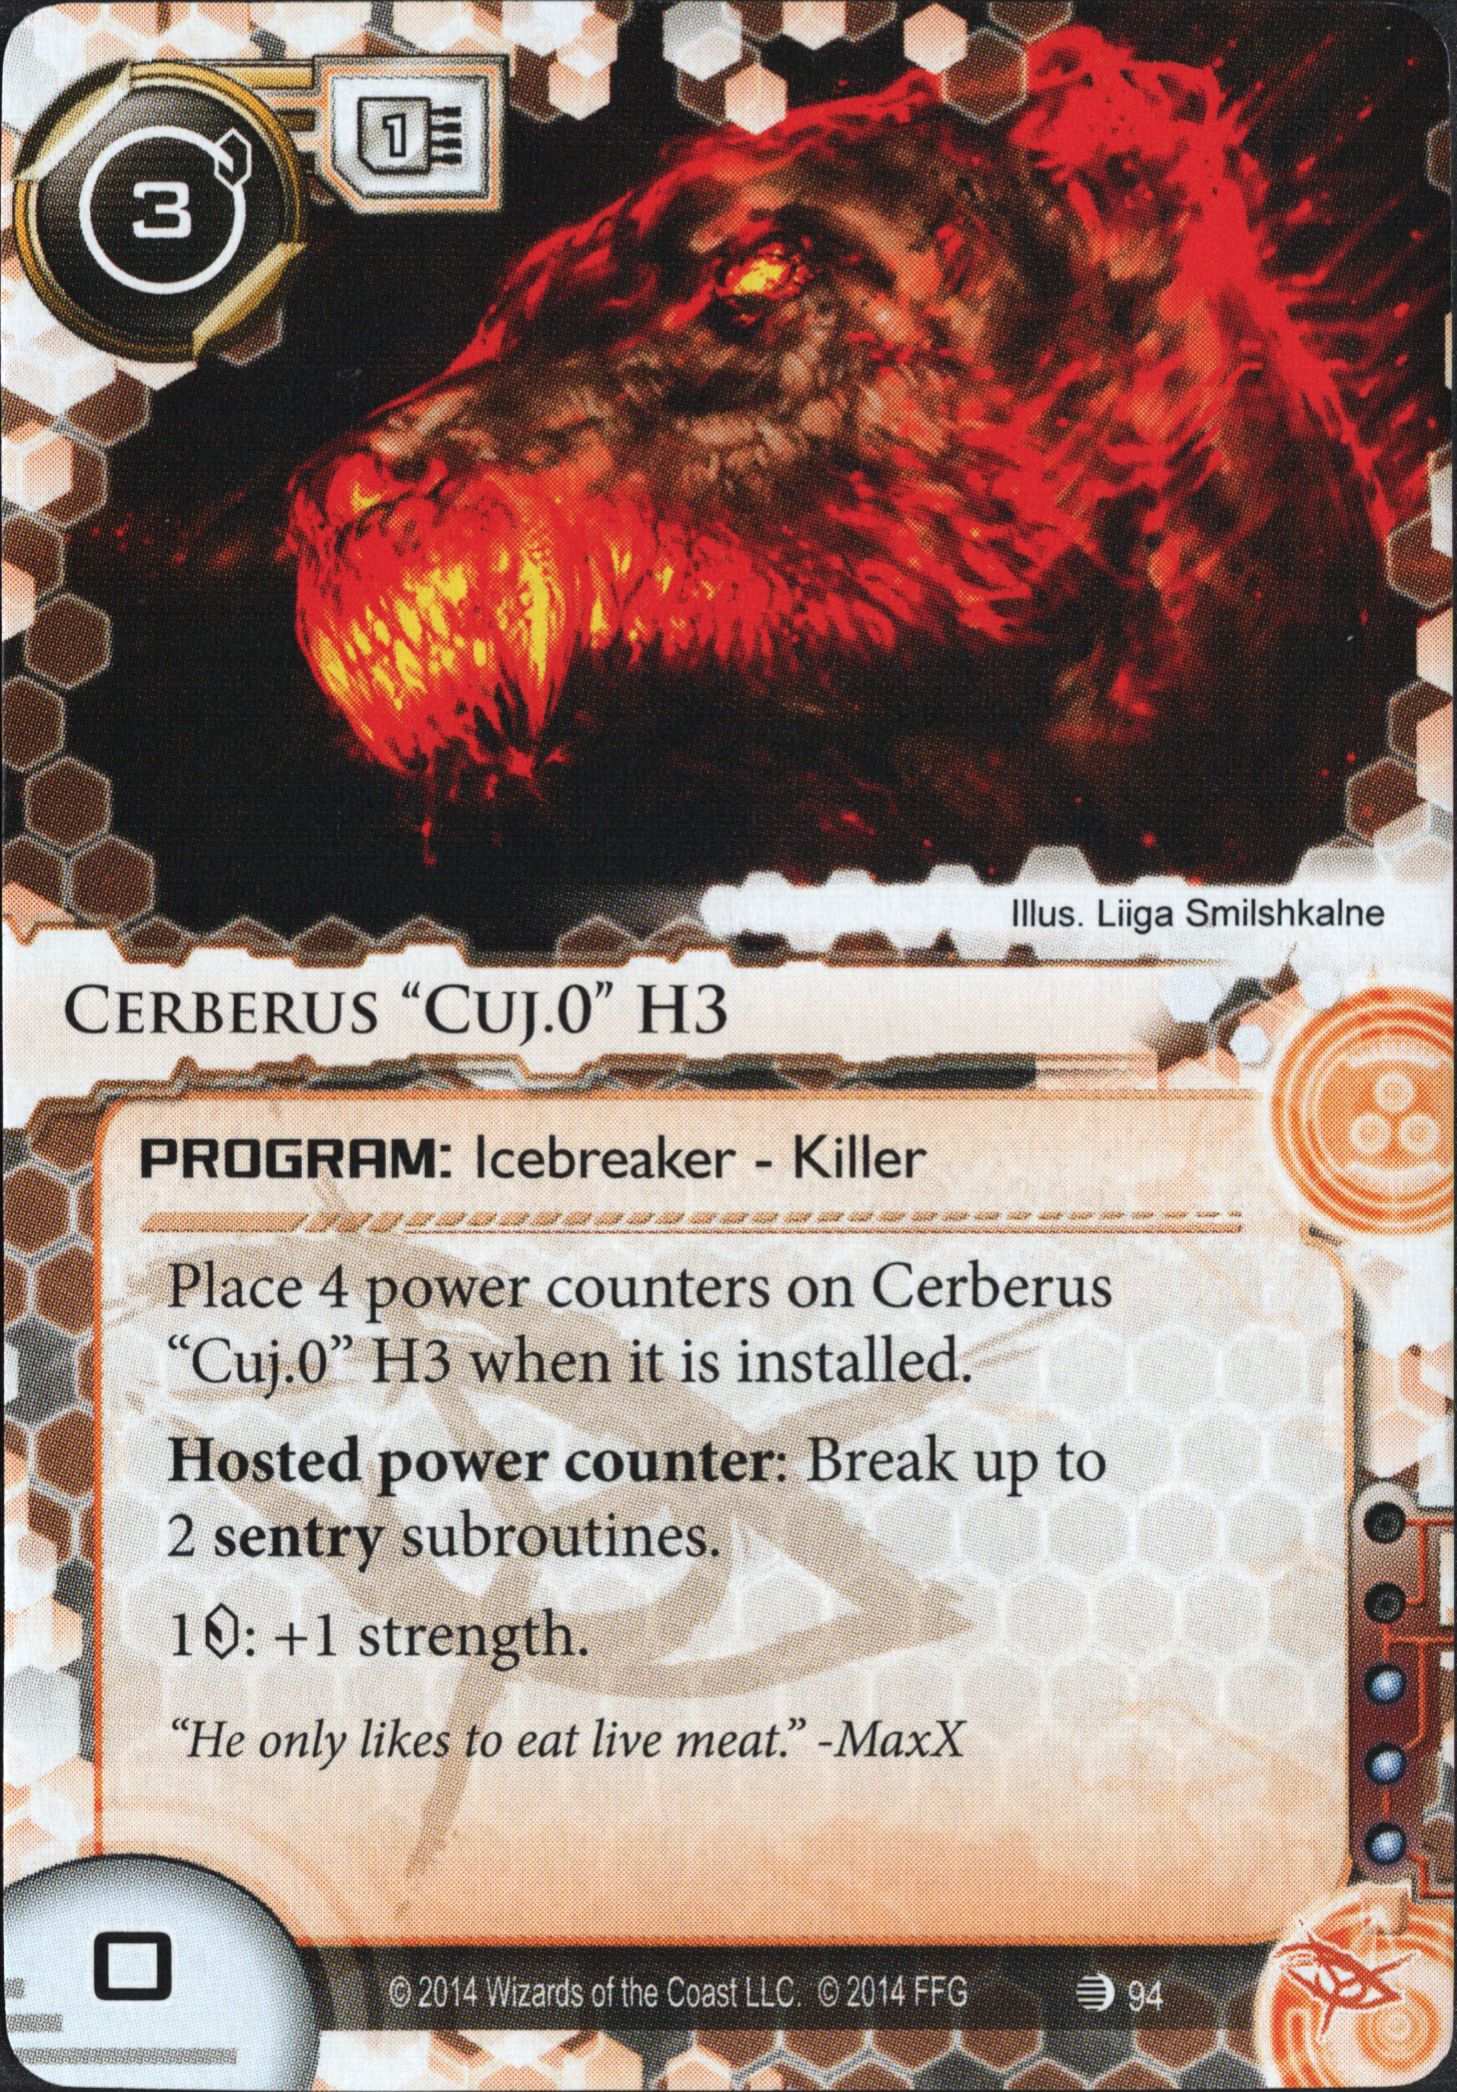 3
1
Illus. Liiga Smilshkalne
Cerberus “Cuj.0” H3
PROGRAM: Icebreaker - Killer
Place 4 power counters on Cerberus
“Cuj.0” H3 when it is installed.
Hosted power counter: Break up to
2 sentry subroutines.
1: +1 strength.
“He only likes to eat live meat.” -MaxX
0
© 2014 Wizards of the Coast LLC. © 2014 FFG 94